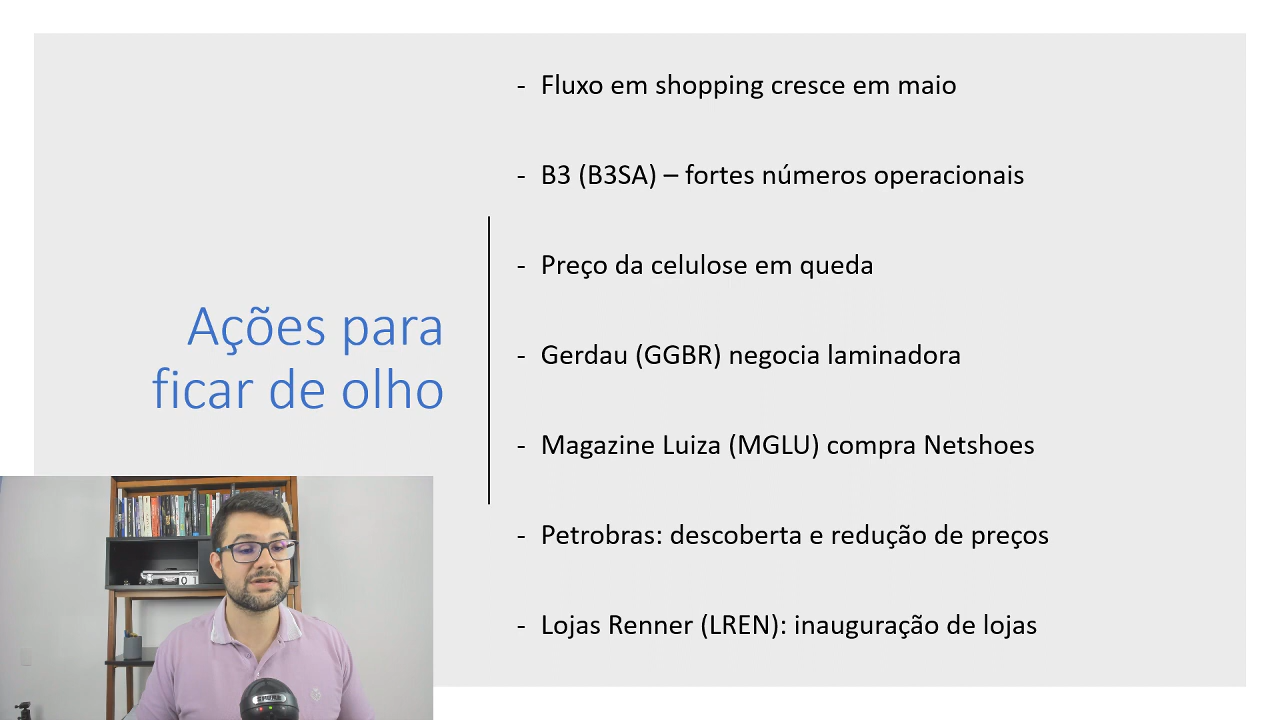 Ações para
ficar de olho
- Fluxo em shopping cresce em maio
- B3 (B3SA) – fortes números operacionais
- Preço da celulose em queda
- Gerdau (GGBR) negocia laminadora
- Magazine Luiza (MGLU) compra Netshoes
- Petrobras: descoberta e redução de preços
- Lojas Renner (LREN): inauguração de lojas